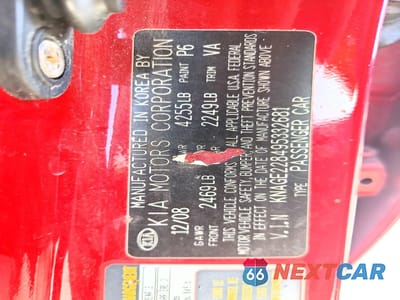 MANUFACTURED IN KOREA BY
KIA MOTORS CORPORATION
12/08 4255LB PAINT P6
GAWR
FRONT 2469LB 2249LB TRIM VA
THIS VEHICLE CONFORMS TO ALL APPLICABLE U.S.A. FEDERAL
MOTOR VEHICLE SAFETY, BUMPER, AND THEFT PREVENTION STANDARDS
IN EFFECT ON THE DATE OF MANUFACTURE SHOWN ABOVE.
V.I.N KNAGE228495332681
TYPE PASSENGER CAR
KIA
66 NEXTCAR